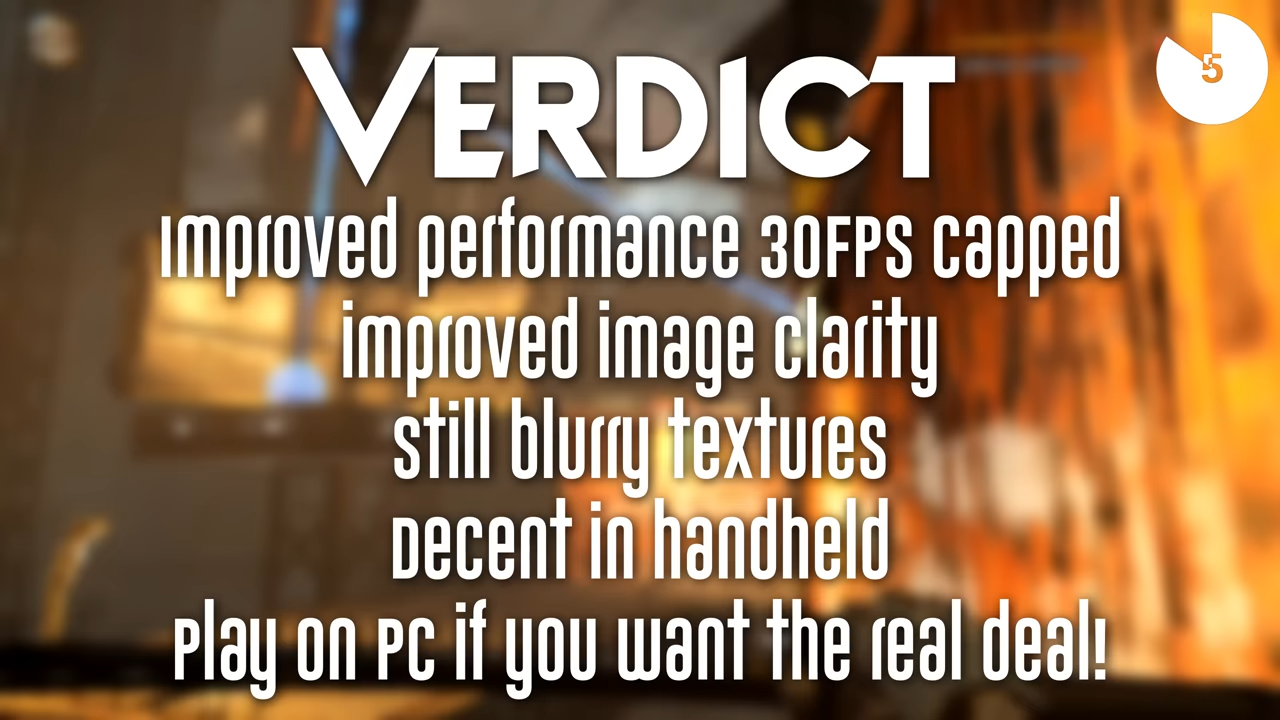 VERDICT
5
Improved performance 30FPS capped
improved image clarity
still blurry textures
Decent in handheld
Play on PC if you want the real deal!